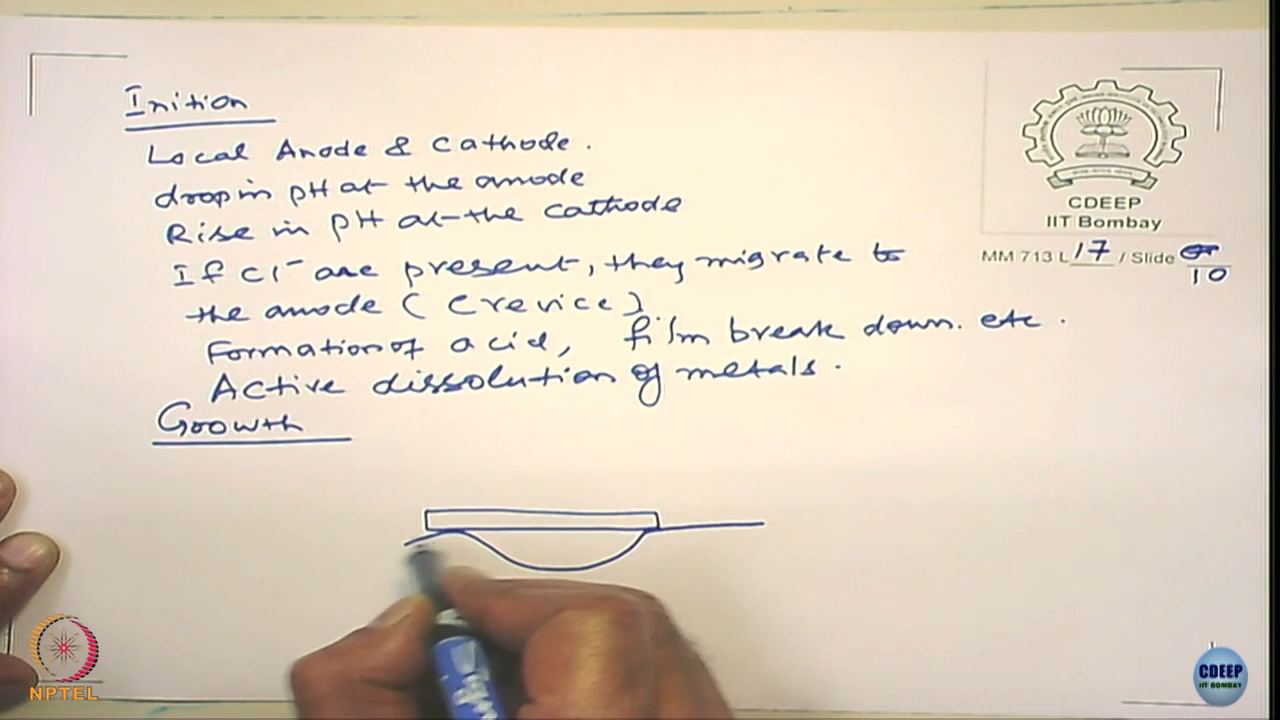 Inition
Local Anode & Cathode.
drop in pH at the anode
Rise in pH at the cathode
If Cl⁻ are present, they migrate to
the anode (Crevice)
Formation of acid, film break down. etc.
Active dissolution of metals.
Growth
CDEEP
IIT Bombay
MM 713 L 17 / Slide 10
NPTEL
CDEEP
IIT BOMBAY